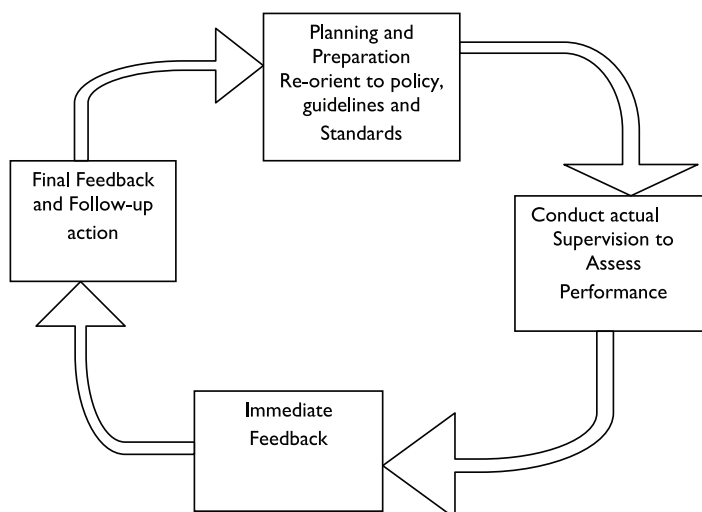 Planning and
Preparation
Re-orient to policy,
guidelines and
Standards
Conduct actual
Supervision to
Assess
Performance
Immediate
Feedback
Final Feedback
and Follow-up
action